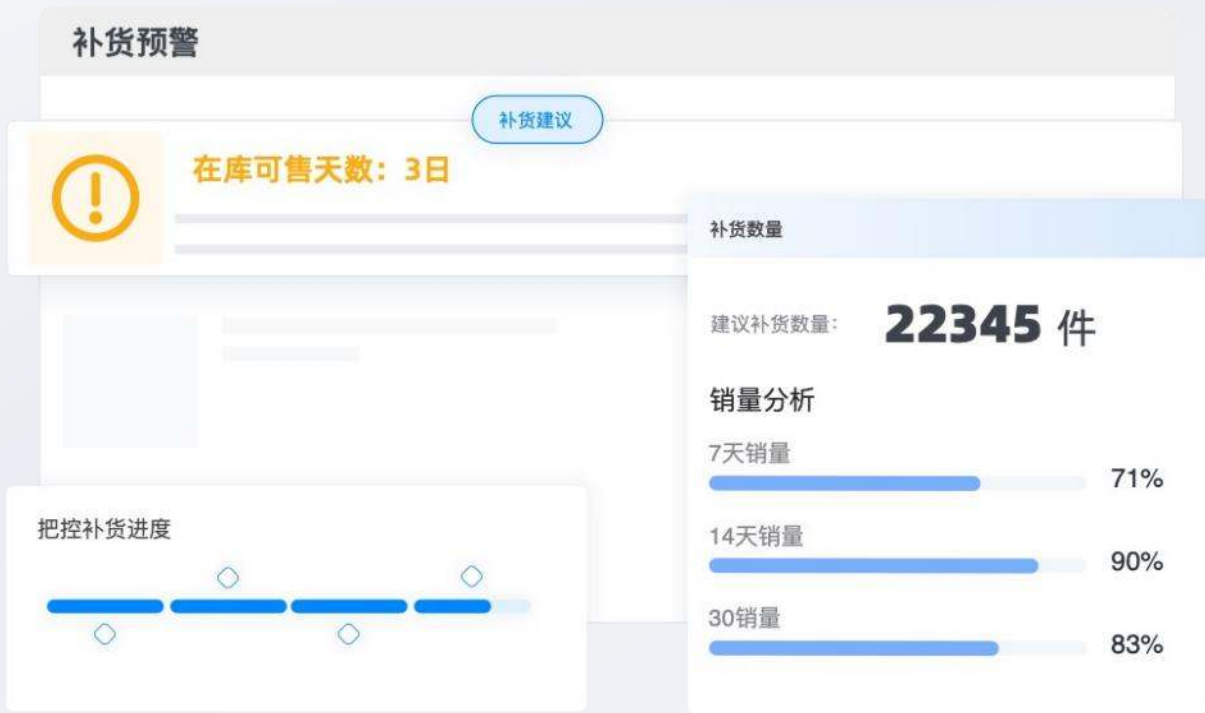 补货预警
补货建议
在库可售天数：3日
补货数量
建议补货数量：
22345 件
销量分析
7天销量
71%
14天销量
90%
30销量
83%
把控补货进度